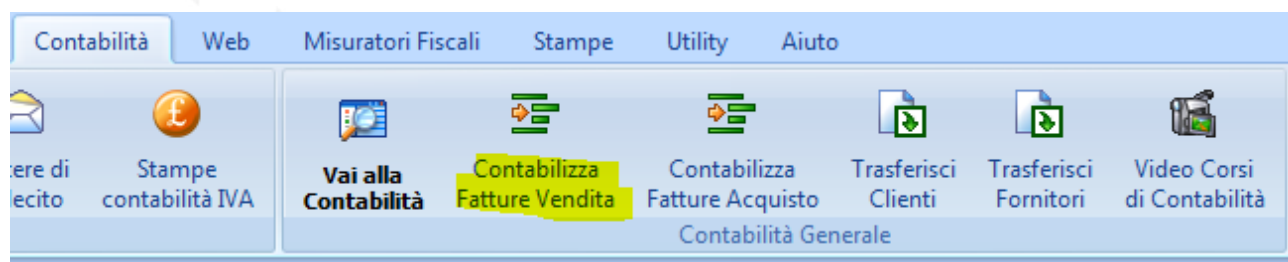 Contabilità Web Misuratori Fiscali Stampe Utility Aiuto
di Stampe Vai alla Contabilizza Contabilizza Trasferisci Trasferisci Video Corsi
contabilità IVA Contabilità Fatture Vendita Fatture Acquisto Clienti Fornitori di Contabilità
Contabilità Generale